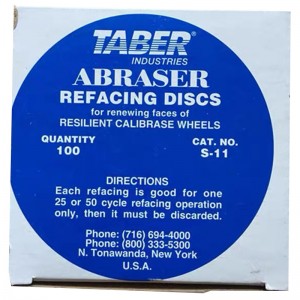 TABER®
INDUSTRIES
ABRASER
REFACING DISCS
for renewing faces of
RESILIENT CALIBRASE WHEELS
QUANTITY
100
CAT. NO.
S-11
DIRECTIONS
Each refacing is good for one
25 or 50 cycle refacing operation
only, then it must be discarded.
Phone: (716) 694-4000
Phone: (800) 333-5300
N. Tonawanda, New York
U.S.A.